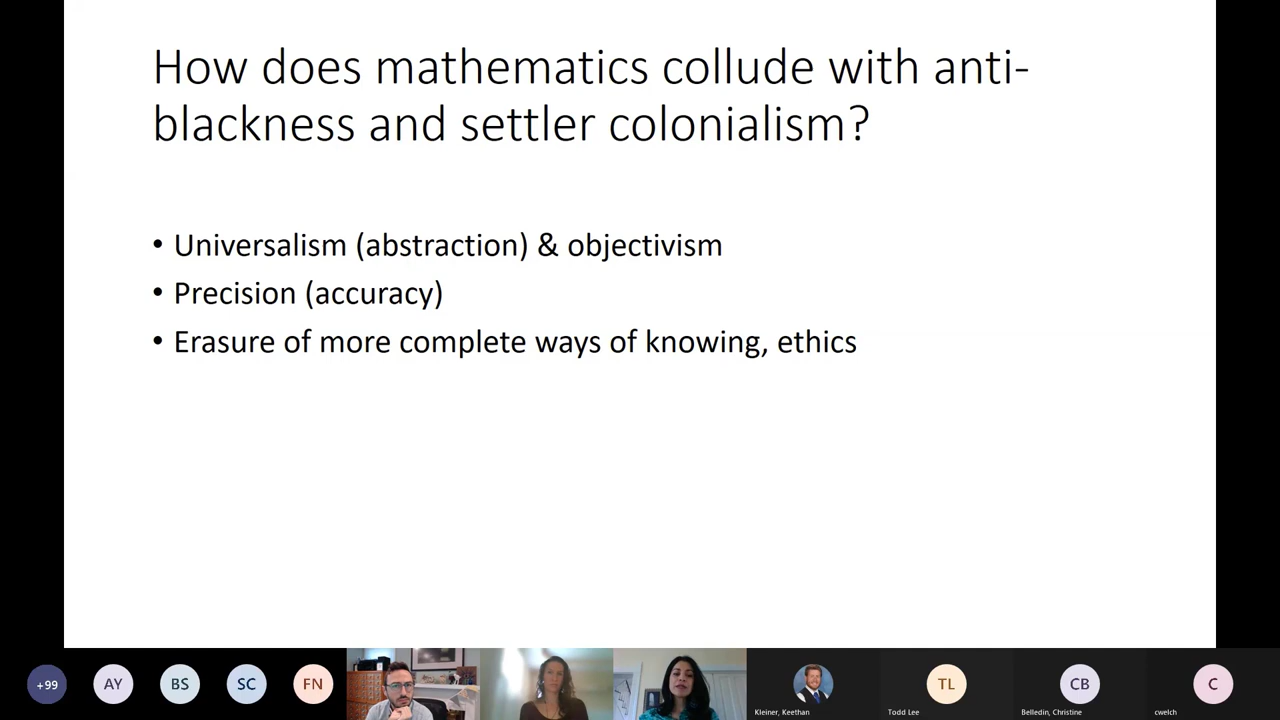 How does mathematics collude with anti-
blackness and settler colonialism?
• Universalism (abstraction) & objectivism
• Precision (accuracy)
• Erasure of more complete ways of knowing, ethics
+99
AY
BS
SC
FN
TL
CB
C
Kleiner, Keethan
Todd Lee
Belledin, Christine
cwelch